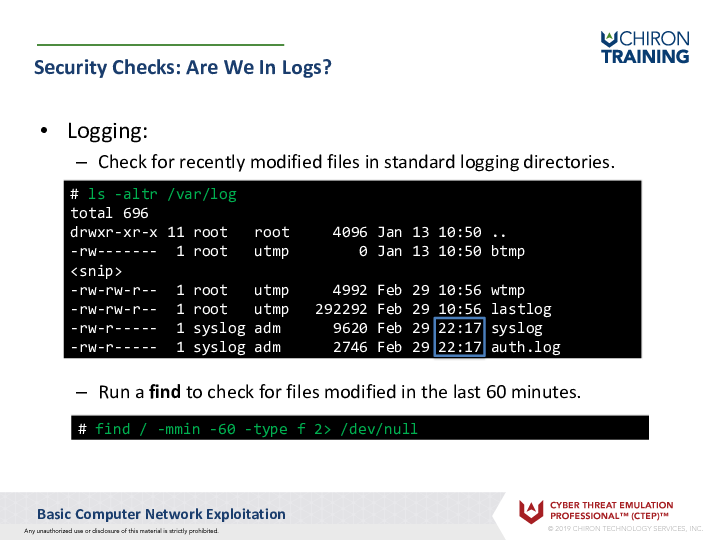 CHIRON
TRAINING
Security Checks: Are We In Logs?
• Logging:
– Check for recently modified files in standard logging directories.
# ls -altr /var/log
total 696
drwxr-xr-x 11 root   root     4096 Jan 13 10:50 ..
-rw-------  1 root   utmp        0 Jan 13 10:50 btmp
<snip>
-rw-rw-r--  1 root   utmp     4992 Feb 29 10:56 wtmp
-rw-rw-r--  1 root   utmp   292292 Feb 29 10:56 lastlog
-rw-r-----  1 syslog adm      9620 Feb 29 22:17 syslog
-rw-r-----  1 syslog adm      2746 Feb 29 22:17 auth.log
– Run a find to check for files modified in the last 60 minutes.
# find / -mmin -60 -type f 2> /dev/null
Basic Computer Network Exploitation
Any unauthorized use or disclosure of this material is strictly prohibited.
CYBER THREAT EMULATION
PROFESSIONAL™ (CTEP)™
© 2019 CHIRON TECHNOLOGY SERVICES, INC.